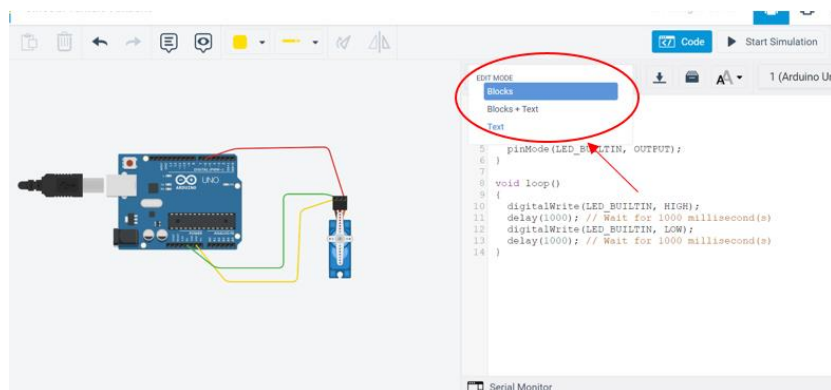 Code
Start Simulation
EDIT MODE
Blocks
Blocks + Text
Text
1 (Arduino Un
5 pinMode(LED_BUILTIN, OUTPUT);
6 }
7
8 void loop()
9 {
10 digitalWrite(LED_BUILTIN, HIGH);
11 delay(1000); // Wait for 1000 millisecond(s)
12 digitalWrite(LED_BUILTIN, LOW);
13 delay(1000); // Wait for 1000 millisecond(s)
14 }
UNO
ARDUINO
Serial Monitor